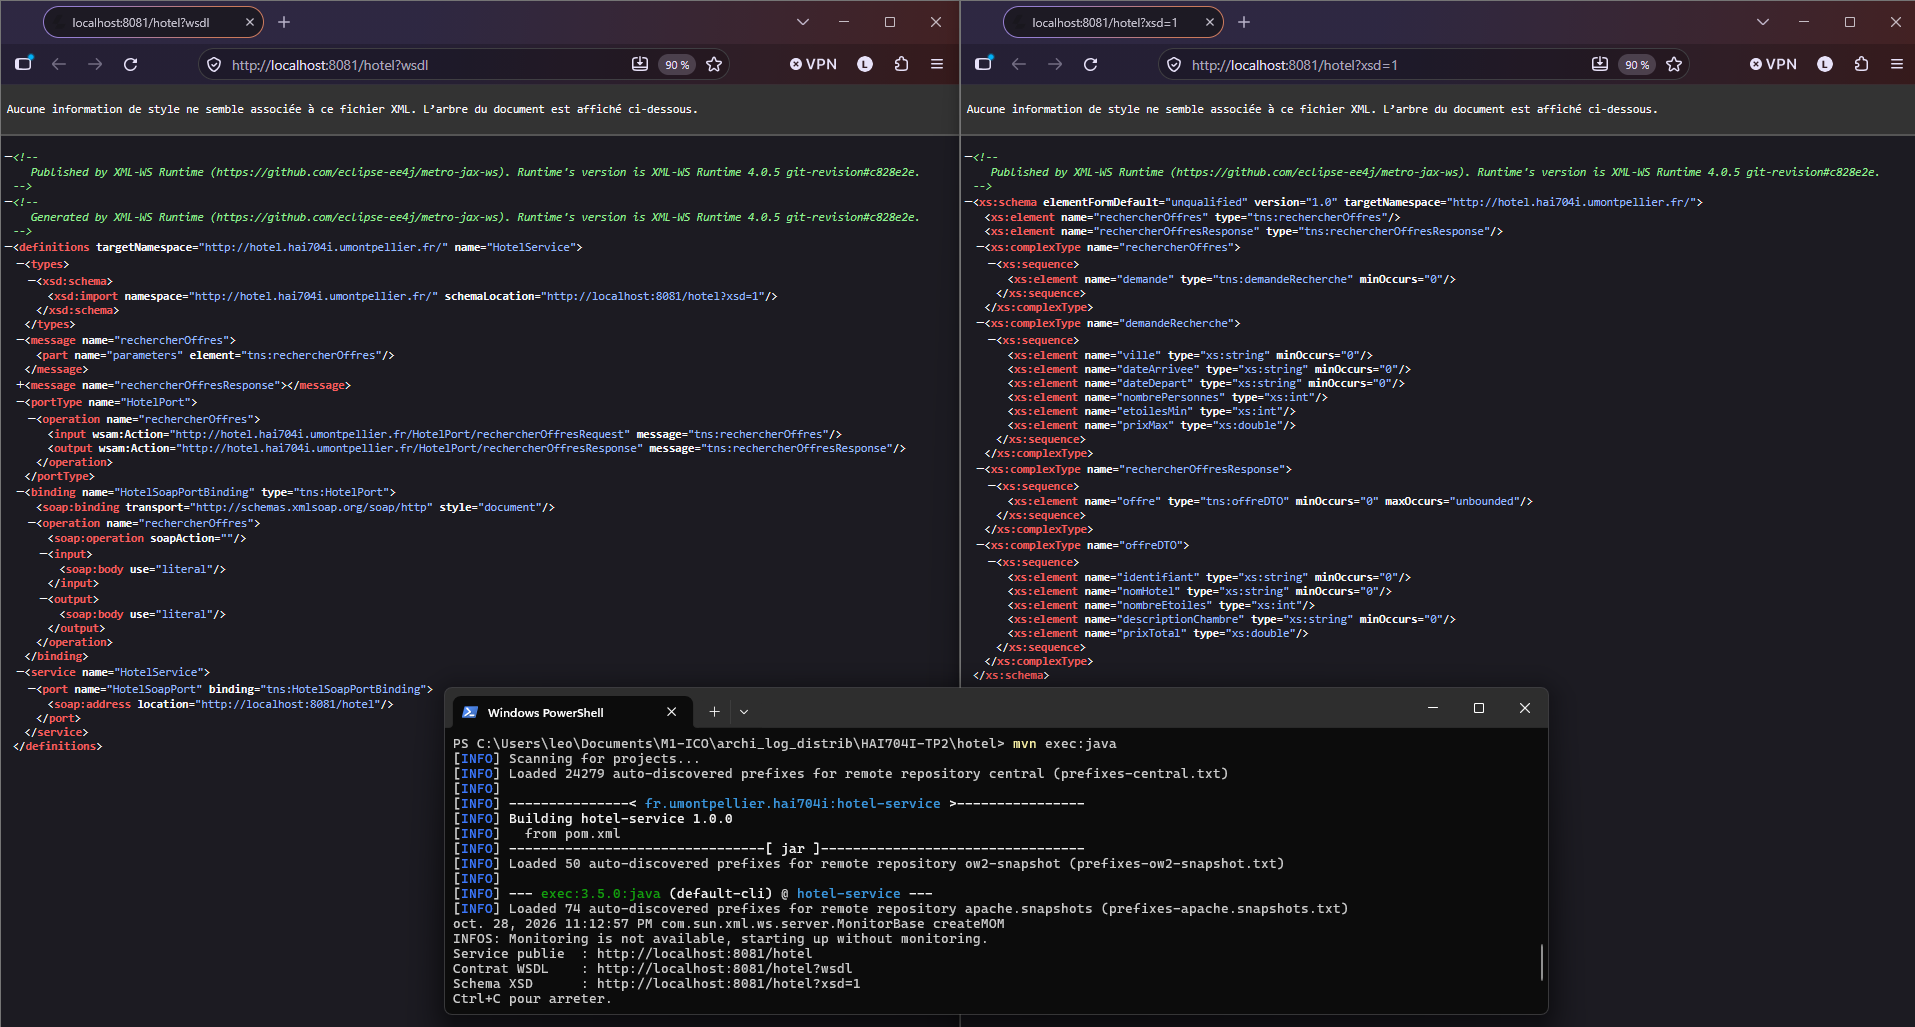 localhost:8081/hotel?wsdl
http://localhost:8081/hotel?wsdl
90 %
VPN
L
Aucune information de style ne semble associée à ce fichier XML. L’arbre du document est affiché ci-dessous.
—<!--
Published by XML-WS Runtime (https://github.com/eclipse-ee4j/metro-jax-ws). Runtime's version is XML-WS Runtime 4.0.5 git-revision#c828e2e.
-->
—<!--
Generated by XML-WS Runtime (https://github.com/eclipse-ee4j/metro-jax-ws). Runtime's version is XML-WS Runtime 4.0.5 git-revision#c828e2e.
-->
—<definitions targetNamespace="http://hotel.hai704i.umontpellier.fr/" name="HotelService">
—<types>
—<xsd:schema>
<xsd:import namespace="http://hotel.hai704i.umontpellier.fr/" schemaLocation="http://localhost:8081/hotel?xsd=1"/>
</xsd:schema>
</types>
—<message name="rechercherOffres">
<part name="parameters" element="tns:rechercherOffres"/>
</message>
+<message name="rechercherOffresResponse"></message>
—<portType name="HotelPort">
—<operation name="rechercherOffres">
<input wsam:Action="http://hotel.hai704i.umontpellier.fr/HotelPort/rechercherOffresRequest" message="tns:rechercherOffres"/>
<output wsam:Action="http://hotel.hai704i.umontpellier.fr/HotelPort/rechercherOffresResponse" message="tns:rechercherOffresResponse"/>
</operation>
</portType>
—<binding name="HotelSoapPortBinding" type="tns:HotelPort">
<soap:binding transport="http://schemas.xmlsoap.org/soap/http" style="document"/>
—<operation name="rechercherOffres">
<soap:operation soapAction=""/>
—<input>
<soap:body use="literal"/>
</input>
—<output>
<soap:body use="literal"/>
</output>
</operation>
</binding>
—<service name="HotelService">
—<port name="HotelSoapPort" binding="tns:HotelSoapPortBinding">
<soap:address location="http://localhost:8081/hotel"/>
</port>
</service>
</definitions>
localhost:8081/hotel?xsd=1
http://localhost:8081/hotel?xsd=1
90 %
VPN
L
Aucune information de style ne semble associée à ce fichier XML. L’arbre du document est affiché ci-dessous.
—<!--
Published by XML-WS Runtime (https://github.com/eclipse-ee4j/metro-jax-ws). Runtime's version is XML-WS Runtime 4.0.5 git-revision#c828e2e.
-->
—<xs:schema elementFormDefault="unqualified" version="1.0" targetNamespace="http://hotel.hai704i.umontpellier.fr/">
<xs:element name="rechercherOffres" type="tns:rechercherOffres"/>
<xs:element name="rechercherOffresResponse" type="tns:rechercherOffresResponse"/>
—<xs:complexType name="rechercherOffres">
—<xs:sequence>
<xs:element name="demande" type="tns:demandeRecherche" minOccurs="0"/>
</xs:sequence>
</xs:complexType>
—<xs:complexType name="demandeRecherche">
—<xs:sequence>
<xs:element name="ville" type="xs:string" minOccurs="0"/>
<xs:element name="dateArrivee" type="xs:string" minOccurs="0"/>
<xs:element name="dateDepart" type="xs:string" minOccurs="0"/>
<xs:element name="nombrePersonnes" type="xs:int"/>
<xs:element name="etoilesMin" type="xs:int"/>
<xs:element name="prixMax" type="xs:double"/>
</xs:sequence>
</xs:complexType>
—<xs:complexType name="rechercherOffresResponse">
—<xs:sequence>
<xs:element name="offre" type="tns:offreDTO" minOccurs="0" maxOccurs="unbounded"/>
</xs:sequence>
</xs:complexType>
—<xs:complexType name="offreDTO">
—<xs:sequence>
<xs:element name="identifiant" type="xs:string" minOccurs="0"/>
<xs:element name="nomHotel" type="xs:string" minOccurs="0"/>
<xs:element name="nombreEtoiles" type="xs:int"/>
<xs:element name="descriptionChambre" type="xs:string" minOccurs="0"/>
<xs:element name="prixTotal" type="xs:double"/>
</xs:sequence>
</xs:complexType>
</xs:schema>
Windows PowerShell
PS C:\Users\leo\Documents\M1-ICO\archi_log_distrib\HAI704I-TP2\hotel> mvn exec:java
[INFO] Scanning for projects...
[INFO] Loaded 24279 auto-discovered prefixes for remote repository central (prefixes-central.txt)
[INFO]
[INFO] ---------------< fr.umontpellier.hai704i:hotel-service >----------------
[INFO] Building hotel-service 1.0.0
[INFO]   from pom.xml
[INFO] --------------------------------[ jar ]---------------------------------
[INFO] Loaded 50 auto-discovered prefixes for remote repository ow2-snapshot (prefixes-ow2-snapshot.txt)
[INFO]
[INFO] --- exec:3.5.0:java (default-cli) @ hotel-service ---
[INFO] Loaded 74 auto-discovered prefixes for remote repository apache.snapshots (prefixes-apache.snapshots.txt)
oct. 28, 2026 11:12:57 PM com.sun.xml.ws.server.MonitorBase createMOM
INFOS: Monitoring is not available, starting up without monitoring.
Service publie  : http://localhost:8081/hotel
Contrat WSDL    : http://localhost:8081/hotel?wsdl
Schema XSD      : http://localhost:8081/hotel?xsd=1
Ctrl+C pour arreter.